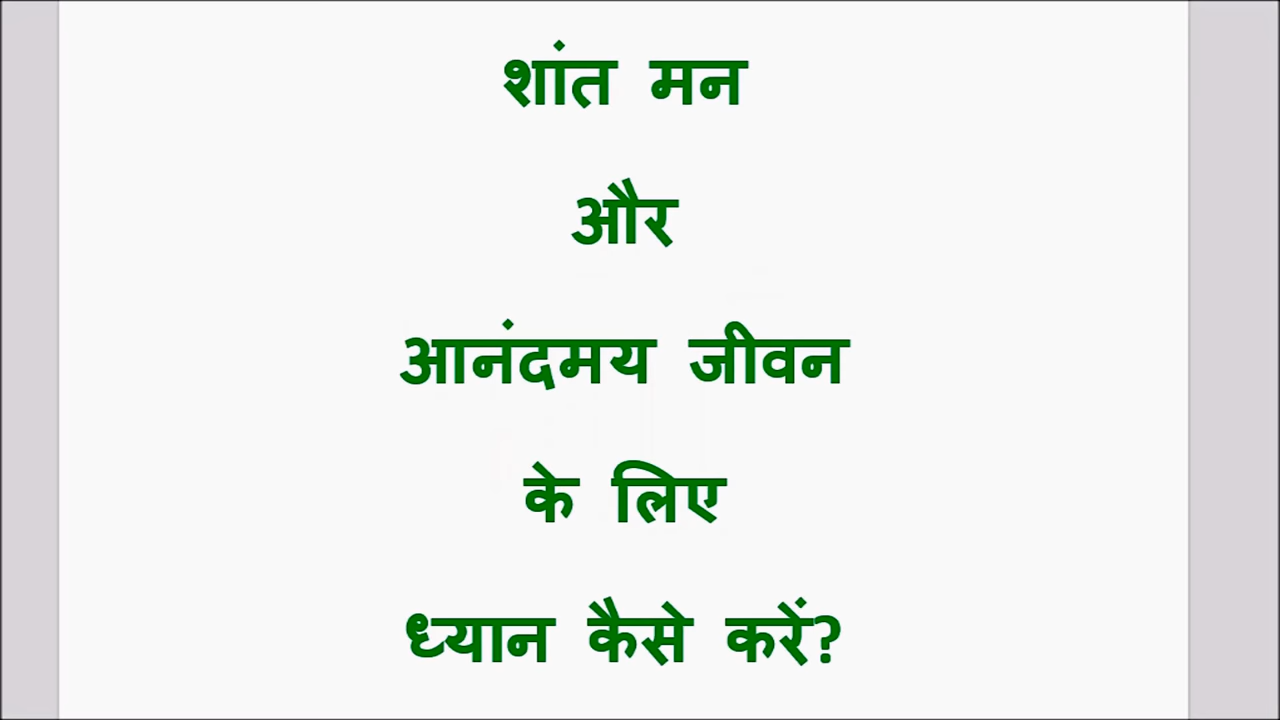 शांत मन
और
आनंदमय जीवन
के लिए
ध्यान कैसे करें?